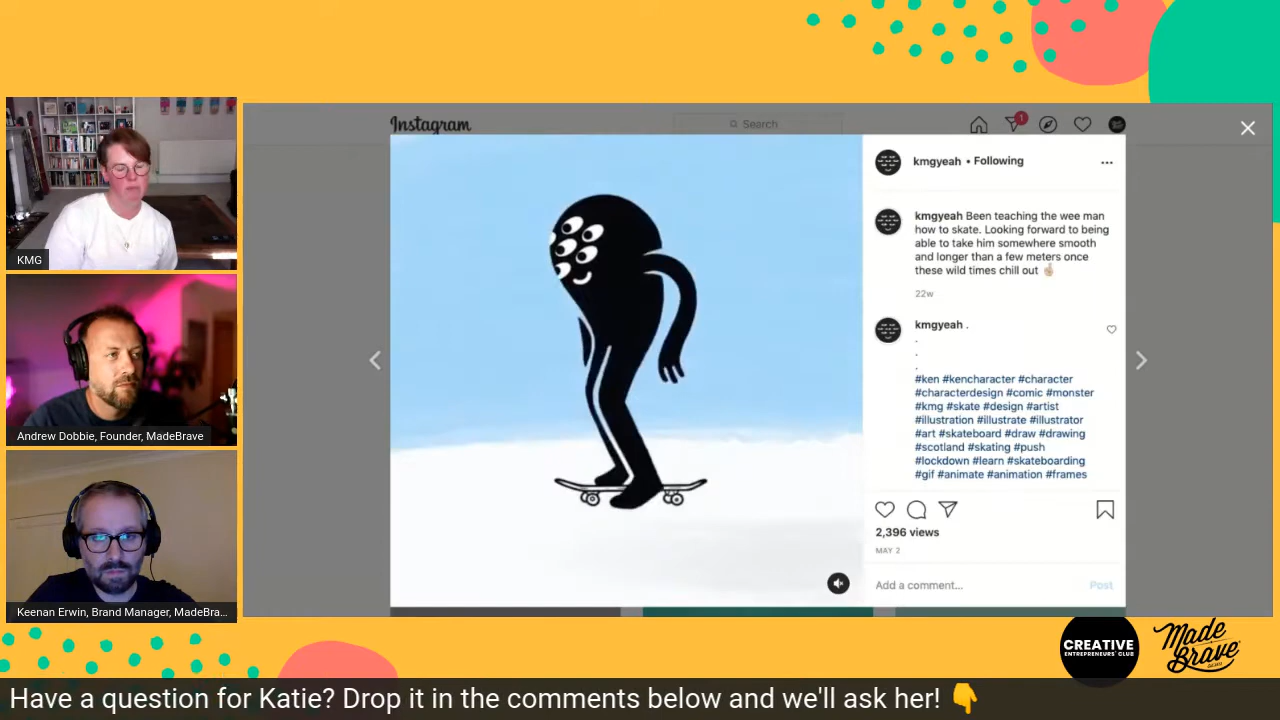 KMG
Andrew Dobbie, Founder, MadeBrave
Keenan Erwin, Brand Manager, MadeBra...
Instagram
Search
1
kmgyeah • Following
kmgyeah Been teaching the wee man
how to skate. Looking forward to being
able to take him somewhere smooth
and longer than a few meters once
these wild times chill out ✌🏼
22w
kmgyeah .
.
.
.
#ken #kencharacter #character
#characterdesign #comic #monster
#kmg #skate #design #artist
#illustration #illustrate #illustrator
#art #skateboard #draw #drawing
#scotland #skating #push
#lockdown #learn #skateboarding
#gif #animate #animation #frames
2,396 views
MAY 2
Add a comment...
Post
CREATIVE
ENTREPRENEURS' CLUB
Made
Brave
Have a question for Katie? Drop it in the comments below and we'll ask her! 👇